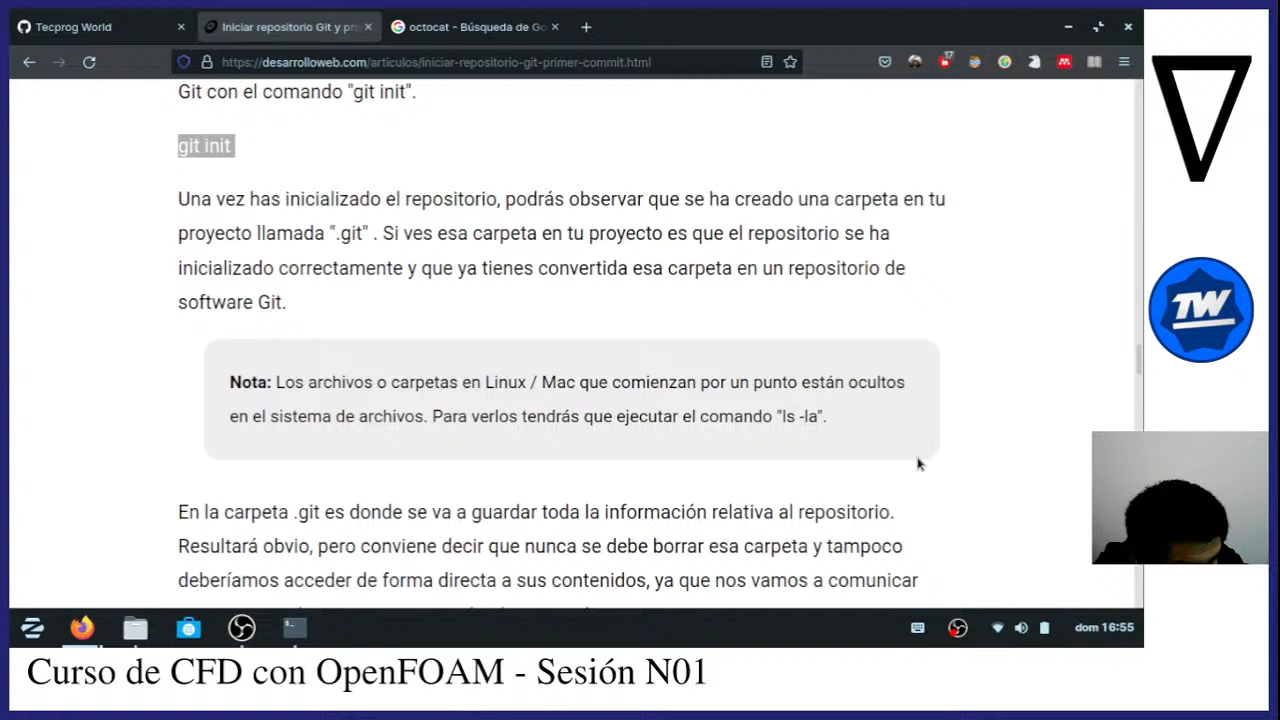 Tecprog World
Iniciar repositorio Git y pr
octocat - Búsqueda de Go
https://desarrolloweb.com/articulos/iniciar-repositorio-git-primer-commit.html
17
Git con el comando "git init".
git init
Una vez has inicializado el repositorio, podrás observar que se ha creado una carpeta en tu
proyecto llamada ".git" . Si ves esa carpeta en tu proyecto es que el repositorio se ha
inicializado correctamente y que ya tienes convertida esa carpeta en un repositorio de
software Git.
Nota: Los archivos o carpetas en Linux / Mac que comienzan por un punto están ocultos
en el sistema de archivos. Para verlos tendrás que ejecutar el comando "ls -la".
En la carpeta .git es donde se va a guardar toda la información relativa al repositorio.
Resultará obvio, pero conviene decir que nunca se debe borrar esa carpeta y tampoco
deberíamos acceder de forma directa a sus contenidos, ya que nos vamos a comunicar
dom 16:55
TW
Curso de CFD con OpenFOAM - Sesión N01